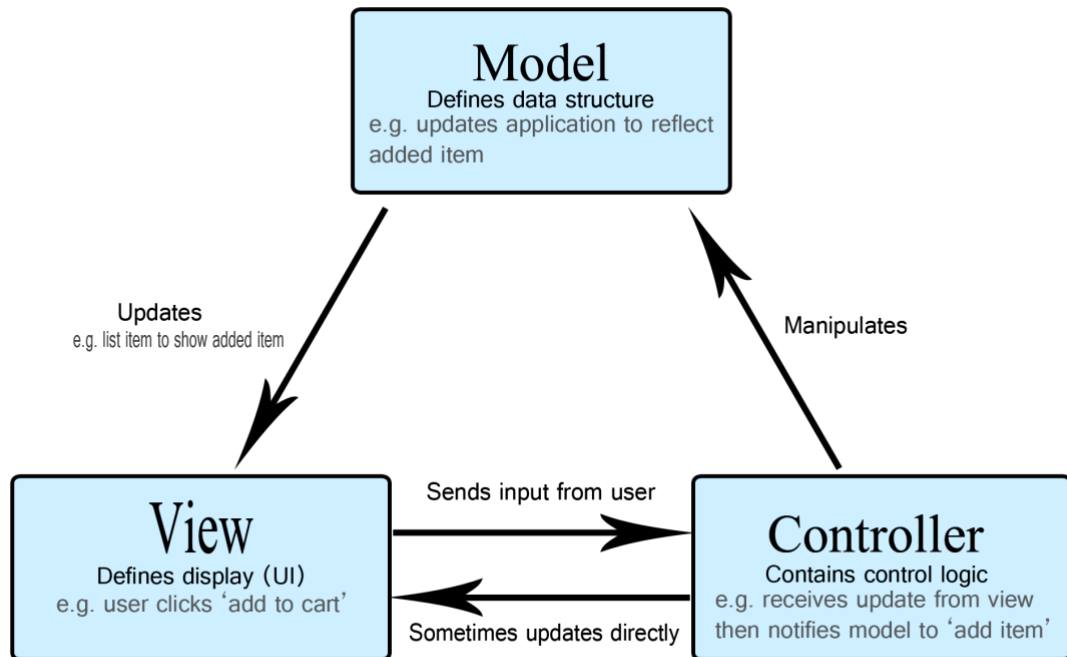 Model
Defines data structure
e.g. updates application to reflect
added item
Updates
e.g. list item to show added item
Manipulates
View
Defines display (UI)
e.g. user clicks ‘add to cart’
Sends input from user
Sometimes updates directly
Controller
Contains control logic
e.g. receives update from view
then notifies model to ‘add item’